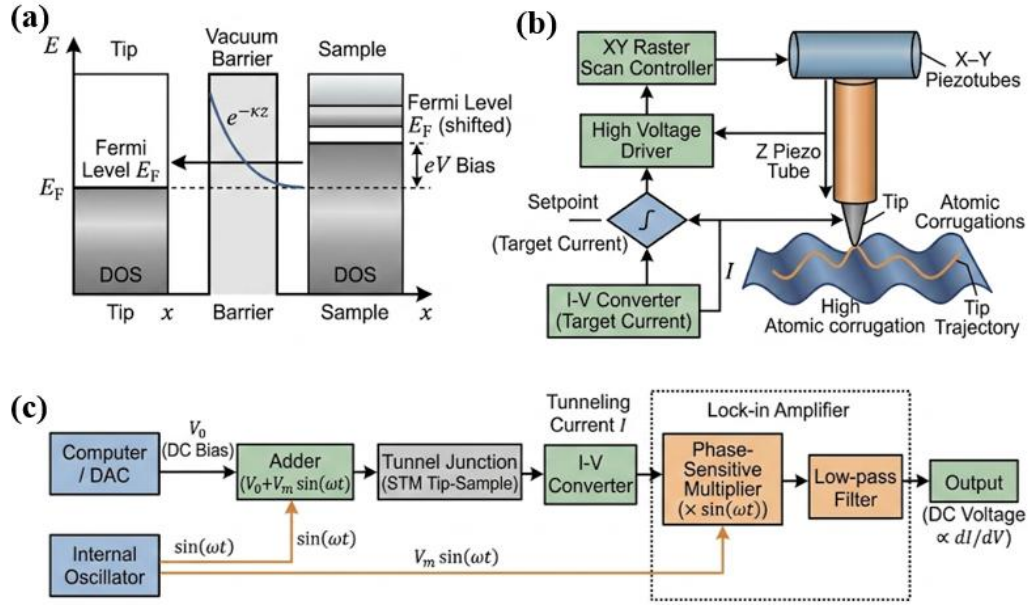 (a)
E
Tip
Vacuum
Barrier
Sample
e^{-κz}
Fermi Level
E_F (shifted)
Fermi
Level E_F
eV Bias
E_F
DOS
DOS
Tip
x
Barrier
Sample
x
(b)
XY Raster
Scan Controller
X–Y
Piezotubes
High Voltage
Driver
Z Piezo
Tube
Setpoint
(Target Current)
∫
Tip
Atomic
Corrugations
I
I-V Converter
(Target Current)
High
Atomic corrugation
Tip
Trajectory
(c)
Computer
/ DAC
V_0
(DC Bias)
Adder
(V_0+V_m sin(ωt)
Tunnel Junction
(STM Tip-Sample)
Tunneling
Current I
I-V
Converter
Lock-in Amplifier
Phase-
Sensitive
Multiplier
(× sin(ωt))
Low-pass
Filter
Output
(DC Voltage
∝ dI/dV)
Internal
Oscillator
sin(ωt)
sin(ωt)
V_m sin(ωt)